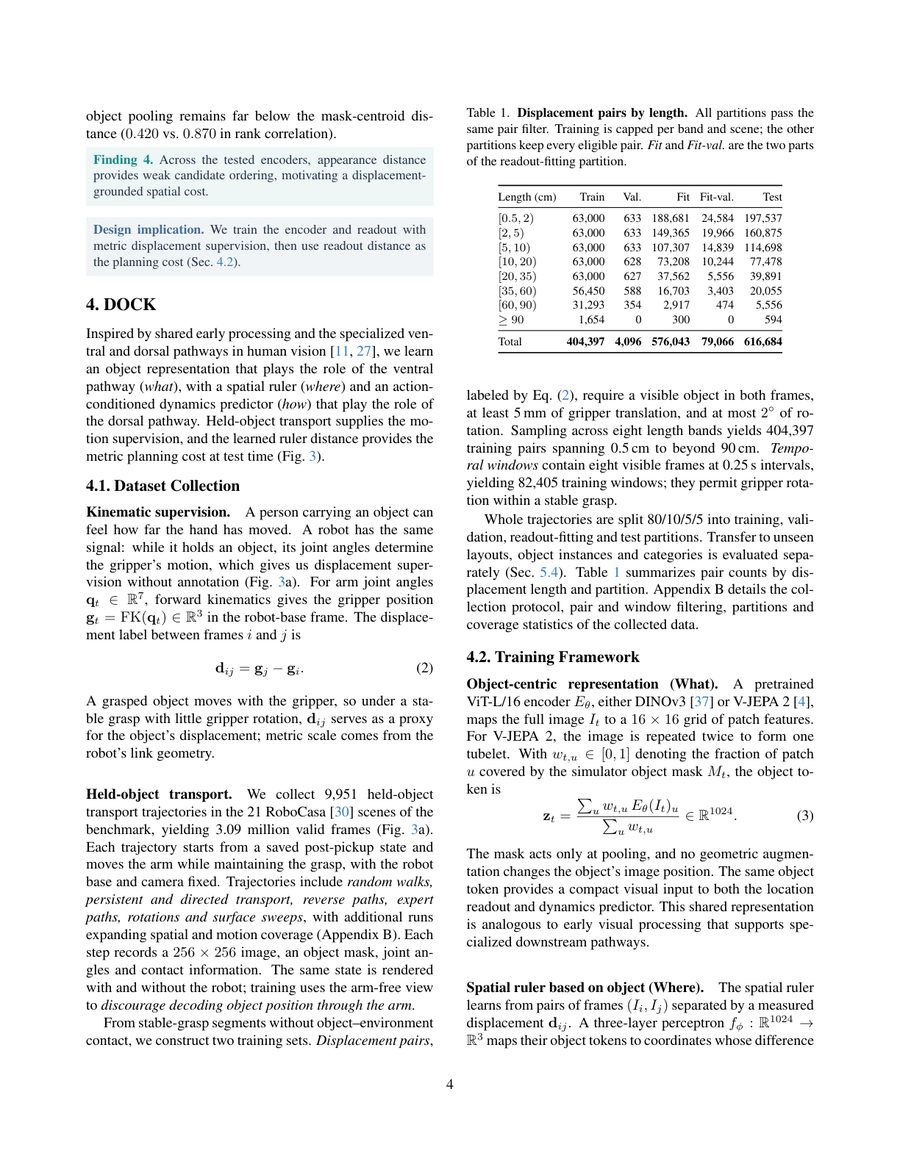 object pooling remains far below the mask-centroid dis-
tance (0.420 vs. 0.870 in rank correlation).
Finding 4. Across the tested encoders, appearance distance
provides weak candidate ordering, motivating a displacement-
grounded spatial cost.
Design implication. We train the encoder and readout with
metric displacement supervision, then use readout distance as
the planning cost (Sec. 4.2).
4. DOCK
Inspired by shared early processing and the specialized ven-
tral and dorsal pathways in human vision [11, 27], we learn
an object representation that plays the role of the ventral
pathway (what), with a spatial ruler (where) and an action-
conditioned dynamics predictor (how) that play the role of
the dorsal pathway. Held-object transport supplies the mo-
tion supervision, and the learned ruler distance provides the
metric planning cost at test time (Fig. 3).
4.1. Dataset Collection
Kinematic supervision. A person carrying an object can
feel how far the hand has moved. A robot has the same
signal: while it holds an object, its joint angles determine
the gripper's motion, which gives us displacement super-
vision without annotation (Fig. 3a). For arm joint angles
q_t ∈ ℝ^7, forward kinematics gives the gripper position
g_t = FK(q_t) ∈ ℝ^3 in the robot-base frame. The displace-
ment label between frames i and j is
d_ij = g_j − g_i. (2)
A grasped object moves with the gripper, so under a sta-
ble grasp with little gripper rotation, d_ij serves as a proxy
for the object's displacement; metric scale comes from the
robot's link geometry.
Held-object transport. We collect 9,951 held-object
transport trajectories in the 21 RoboCasa [30] scenes of the
benchmark, yielding 3.09 million valid frames (Fig. 3a).
Each trajectory starts from a saved post-pickup state and
moves the arm while maintaining the grasp, with the robot
base and camera fixed. Trajectories include random walks,
persistent and directed transport, reverse paths, expert
paths, rotations and surface sweeps, with additional runs
expanding spatial and motion coverage (Appendix B). Each
step records a 256 × 256 image, an object mask, joint an-
gles and contact information. The same state is rendered
with and without the robot; training uses the arm-free view
to discourage decoding object position through the arm.
From stable-grasp segments without object–environment
contact, we construct two training sets. Displacement pairs,
Table 1. Displacement pairs by length. All partitions pass the
same pair filter. Training is capped per band and scene; the other
partitions keep every eligible pair. Fit and Fit-val. are the two parts
of the readout-fitting partition.
Length (cm) Train Val. Fit Fit-val. Test
[0.5, 2) 63,000 633 188,681 24,584 197,537
[2, 5) 63,000 633 149,365 19,966 160,875
[5, 10) 63,000 633 107,307 14,839 114,698
[10, 20) 63,000 628 73,208 10,244 77,478
[20, 35) 63,000 627 37,562 5,556 39,891
[35, 60) 56,450 588 16,703 3,403 20,055
[60, 90) 31,293 354 2,917 474 5,556
≥ 90 1,654 0 300 0 594
Total 404,397 4,096 576,043 79,066 616,684
labeled by Eq. (2), require a visible object in both frames,
at least 5 mm of gripper translation, and at most 2° of ro-
tation. Sampling across eight length bands yields 404,397
training pairs spanning 0.5 cm to beyond 90 cm. Tempo-
ral windows contain eight visible frames at 0.25 s intervals,
yielding 82,405 training windows; they permit gripper rota-
tion within a stable grasp.
Whole trajectories are split 80/10/5/5 into training, vali-
dation, readout-fitting and test partitions. Transfer to unseen
layouts, object instances and categories is evaluated sepa-
rately (Sec. 5.4). Table 1 summarizes pair counts by dis-
placement length and partition. Appendix B details the col-
lection protocol, pair and window filtering, partitions and
coverage statistics of the collected data.
4.2. Training Framework
Object-centric representation (What). A pretrained
ViT-L/16 encoder E_θ, either DINOv3 [37] or V-JEPA 2 [4],
maps the full image I_t to a 16 × 16 grid of patch features.
For V-JEPA 2, the image is repeated twice to form one
tubelet. With w_t,u ∈ [0, 1] denoting the fraction of patch
u covered by the simulator object mask M_t, the object to-
ken is
z_t = ∑_u w_t,u E_θ(I_t)_u / ∑_u w_t,u ∈ ℝ^1024. (3)
The mask acts only at pooling, and no geometric augmen-
tation changes the object's image position. The same object
token provides a compact visual input to both the location
readout and dynamics predictor. This shared representation
is analogous to early visual processing that supports spe-
cialized downstream pathways.
Spatial ruler based on object (Where). The spatial ruler
learns from pairs of frames (I_i, I_j) separated by a measured
displacement d_ij. A three-layer perceptron f_ϕ : ℝ^1024 →
ℝ^3 maps their object tokens to coordinates whose difference
4